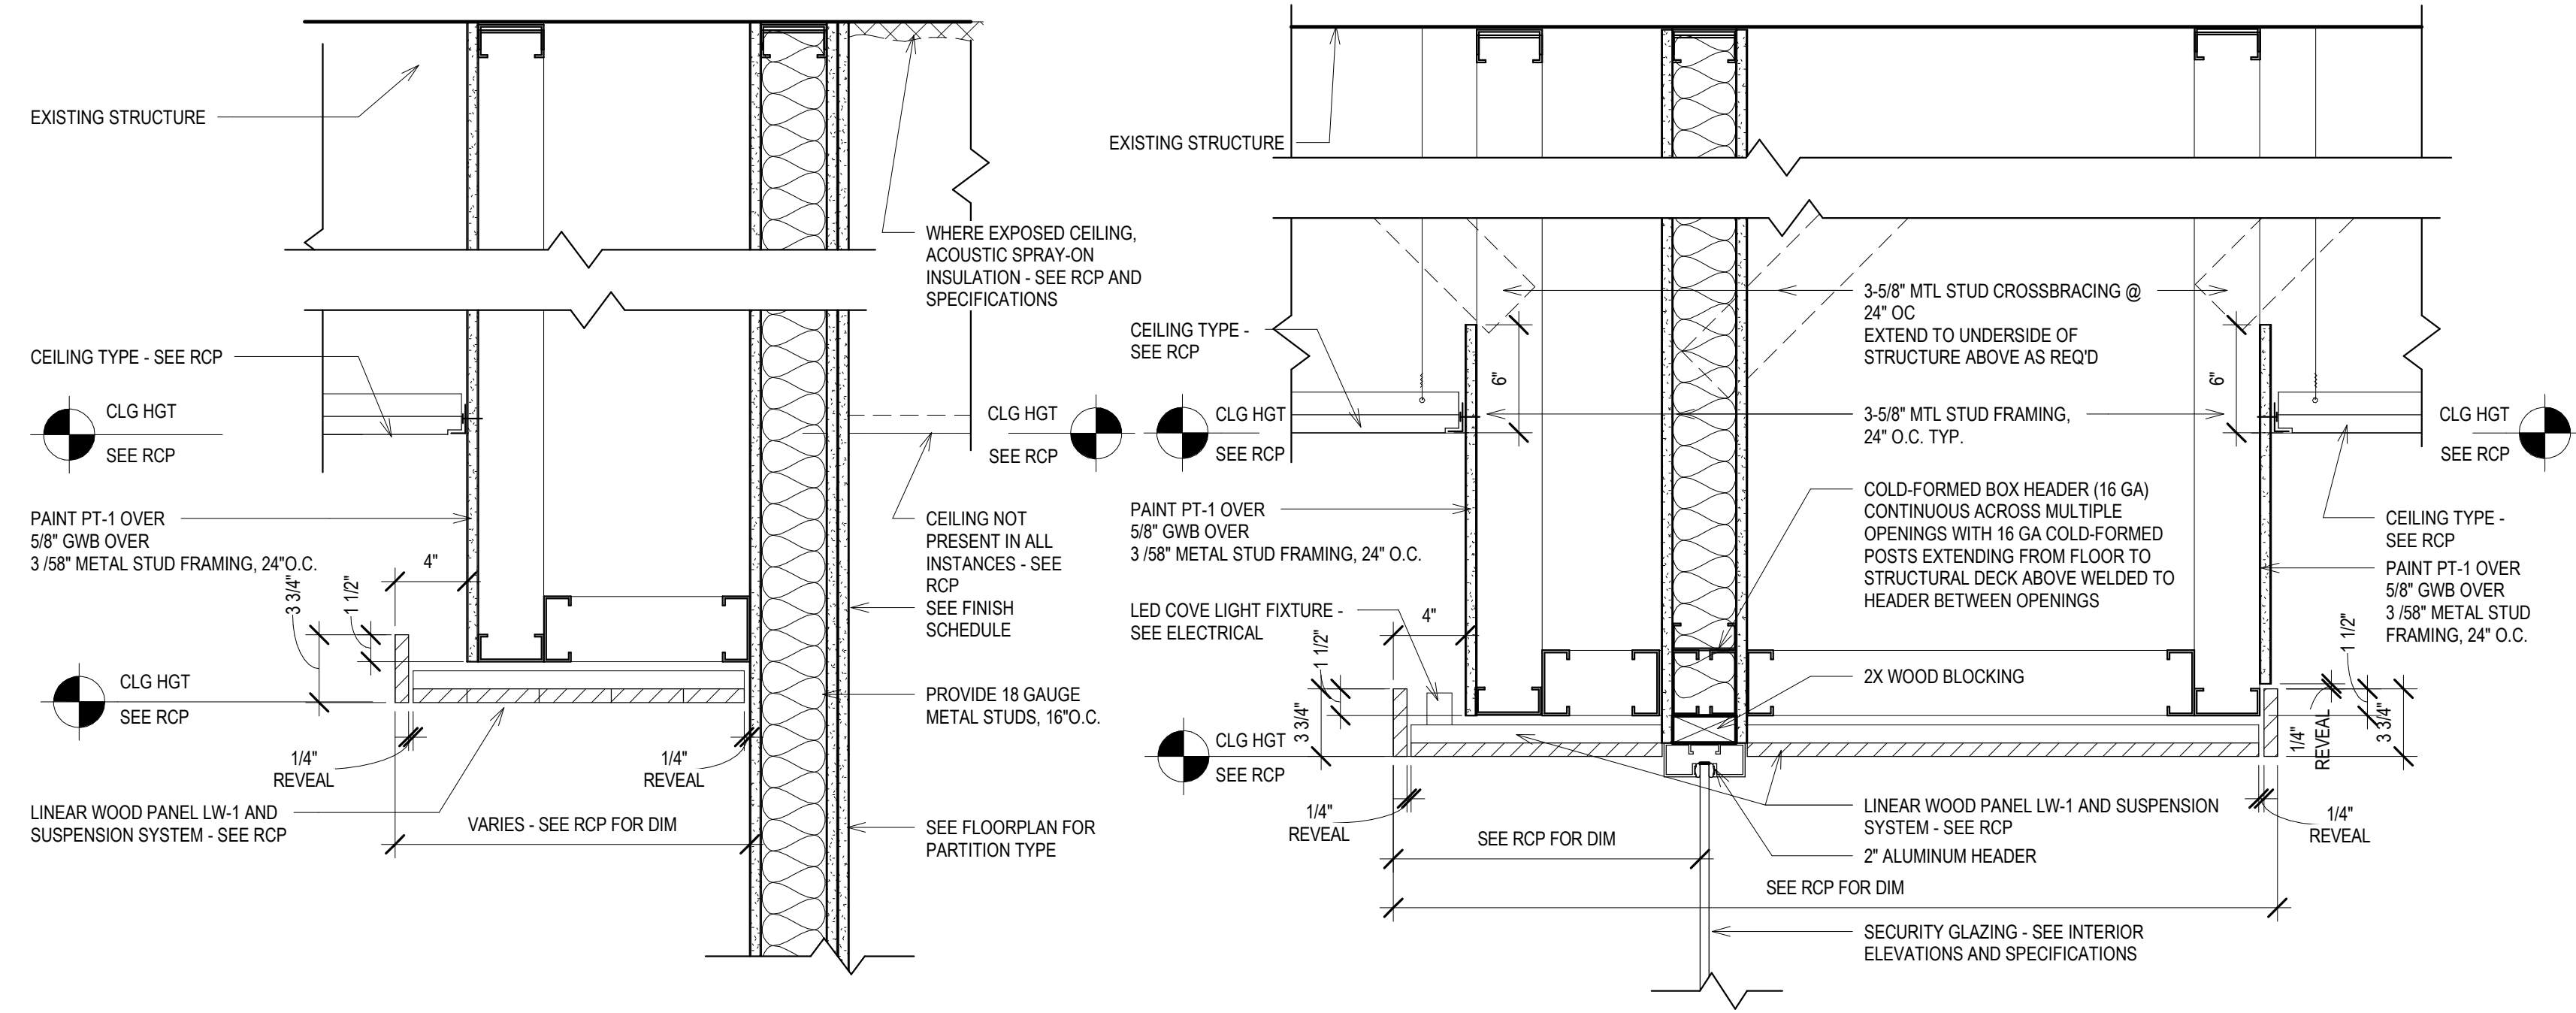 EXISTING STRUCTURE
WHERE EXPOSED CEILING,
ACOUSTIC SPRAY-ON
INSULATION - SEE RCP AND
SPECIFICATIONS
CEILING TYPE - SEE RCP
CLG HGT
SEE RCP
CLG HGT
SEE RCP
PAINT PT-1 OVER
5/8" GWB OVER
3 /58" METAL STUD FRAMING, 24"O.C.
CEILING NOT
PRESENT IN ALL
INSTANCES - SEE
RCP
SEE FINISH
SCHEDULE
4"
3 3/4"
1 1/2"
CLG HGT
SEE RCP
PROVIDE 18 GAUGE
METAL STUDS, 16"O.C.
1/4"
REVEAL
1/4"
REVEAL
LINEAR WOOD PANEL LW-1 AND
SUSPENSION SYSTEM - SEE RCP
VARIES - SEE RCP FOR DIM
SEE FLOORPLAN FOR
PARTITION TYPE
EXISTING STRUCTURE
3-5/8" MTL STUD CROSSBRACING @
24" OC
EXTEND TO UNDERSIDE OF
STRUCTURE ABOVE AS REQ'D
CEILING TYPE -
SEE RCP
6"
6"
CLG HGT
SEE RCP
3-5/8" MTL STUD FRAMING,
24" O.C. TYP.
CLG HGT
SEE RCP
PAINT PT-1 OVER
5/8" GWB OVER
3 /58" METAL STUD FRAMING, 24" O.C.
COLD-FORMED BOX HEADER (16 GA)
CONTINUOUS ACROSS MULTIPLE
OPENINGS WITH 16 GA COLD-FORMED
POSTS EXTENDING FROM FLOOR TO
STRUCTURAL DECK ABOVE WELDED TO
HEADER BETWEEN OPENINGS
CEILING TYPE -
SEE RCP
PAINT PT-1 OVER
5/8" GWB OVER
3 /58" METAL STUD
FRAMING, 24" O.C.
LED COVE LIGHT FIXTURE -
SEE ELECTRICAL
4"
1 1/2"
3 3/4"
2X WOOD BLOCKING
1 1/2"
3 3/4"
1/4"
REVEAL
CLG HGT
SEE RCP
1/4"
REVEAL
LINEAR WOOD PANEL LW-1 AND SUSPENSION
SYSTEM - SEE RCP
1/4"
REVEAL
SEE RCP FOR DIM
2" ALUMINUM HEADER
SEE RCP FOR DIM
SECURITY GLAZING - SEE INTERIOR
ELEVATIONS AND SPECIFICATIONS